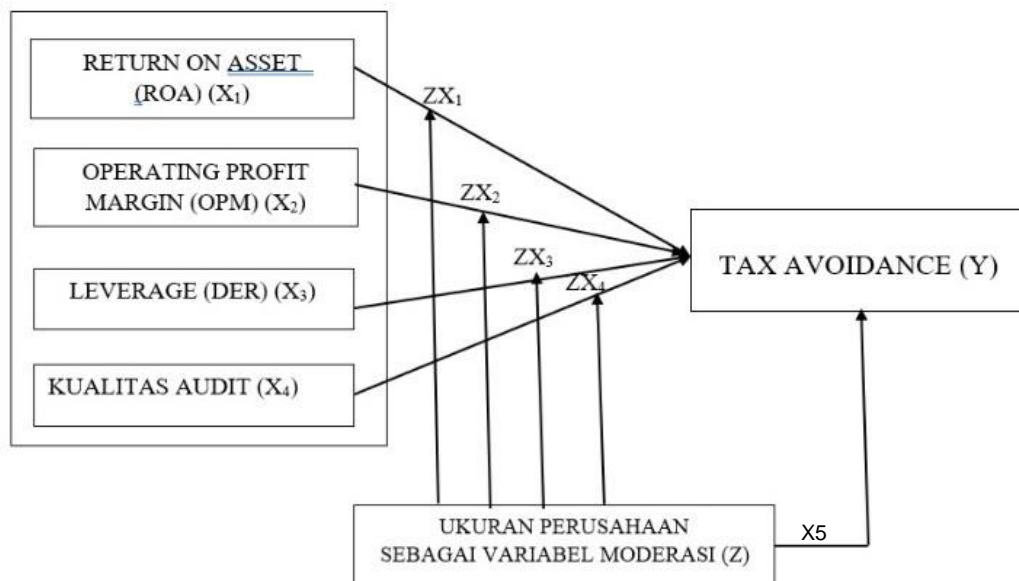 RETURN ON ASSET
(ROA) (X₁)
ZX₁
OPERATING PROFIT
MARGIN (OPM) (X₂)
ZX₂
ZX₃
TAX AVOIDANCE (Y)
LEVERAGE (DER) (X₃)
ZX₄
KUALITAS AUDIT (X₄)
UKURAN PERUSAHAAN
SEBAGAI VARIABEL MODERASI (Z)
X5